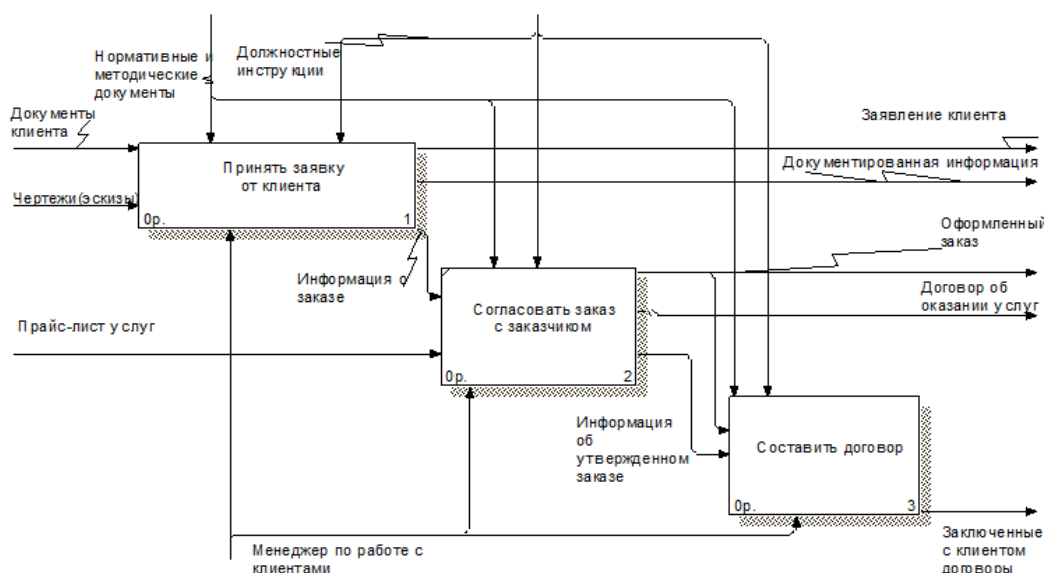 Нормативные и
методические
документы
Должностные
инструкции
Документы
клиента
Заявление клиента
Принять заявку
от клиента
Документированная информация
Чертежи(эскизы)
0р.
1
Оформленный
заказ
Информация о
заказе
Договор об
оказании услуг
Согласовать заказ
с заказчиком
Прайс-лист услуг
0р.
2
Информация
об
утвержденном
заказе
Составить договор
0р.
3
Менеджер по работе с
клиентами
Заключенные
с клиентом
договоры